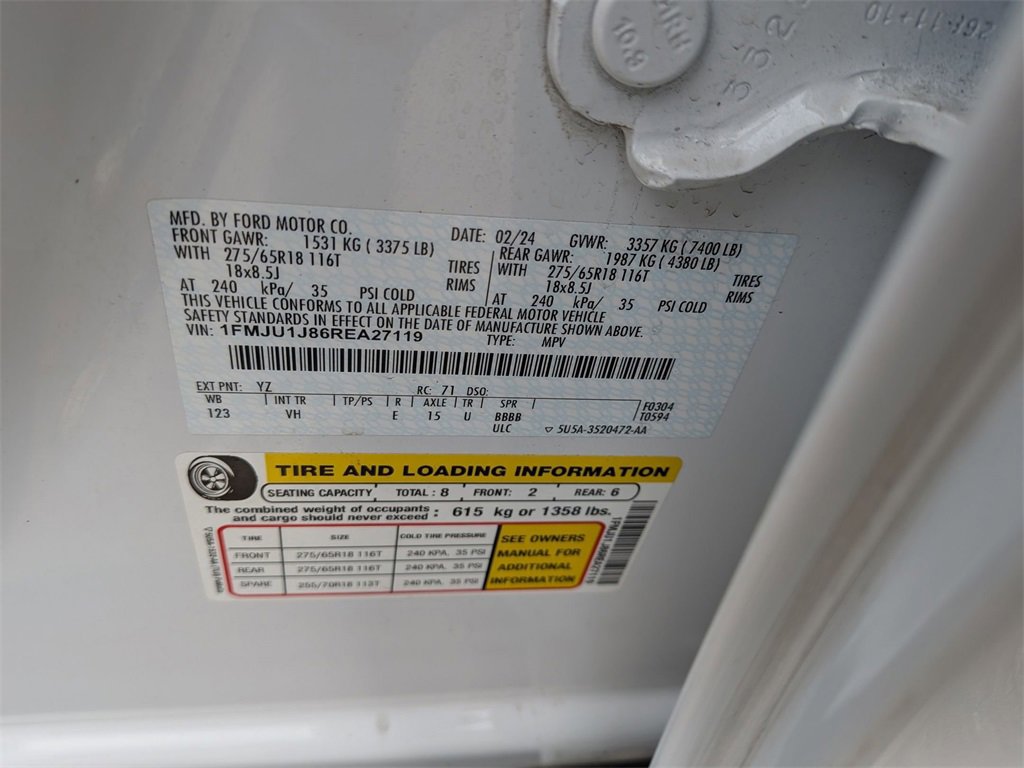 16.8
332
MFD. BY FORD MOTOR CO.
DATE: 02/24 GVWR: 3357 KG ( 7400 LB)
FRONT GAWR: 1531 KG ( 3375 LB)
REAR GAWR: 1987 KG ( 4380 LB)
WITH 275/65R18 116T TIRES
WITH 275/65R18 116T TIRES
18x8.5J RIMS
18x8.5J RIMS
AT 240 kPa/ 35 PSI COLD
AT 240 kPa/ 35 PSI COLD
THIS VEHICLE CONFORMS TO ALL APPLICABLE FEDERAL MOTOR VEHICLE
SAFETY STANDARDS IN EFFECT ON THE DATE OF MANUFACTURE SHOWN ABOVE.
VIN: 1FMJU1J86REA27119 TYPE: MPV
EXT PNT: YZ RC: 71 DSO:
WB INT TR TP/PS R AXLE TR SPR F0304
123 VH E 15 U BBBB T0594
ULC ▽ 5U5A-3520472-AA
TIRE AND LOADING INFORMATION
SEATING CAPACITY TOTAL : 8 FRONT: 2 REAR: 6
The combined weight of occupants and cargo should never exceed : 615 kg or 1358 lbs.
TIRE SIZE COLD TIRE PRESSURE
FRONT 275/65R18 116T 240 KPA, 35 PSI
REAR 275/65R18 116T 240 KPA, 35 PSI
SPARE 255/70R18 113T 240 KPA, 35 PSI
SEE OWNERS
MANUAL FOR
ADDITIONAL
INFORMATION
1FMJU1J86REA27119